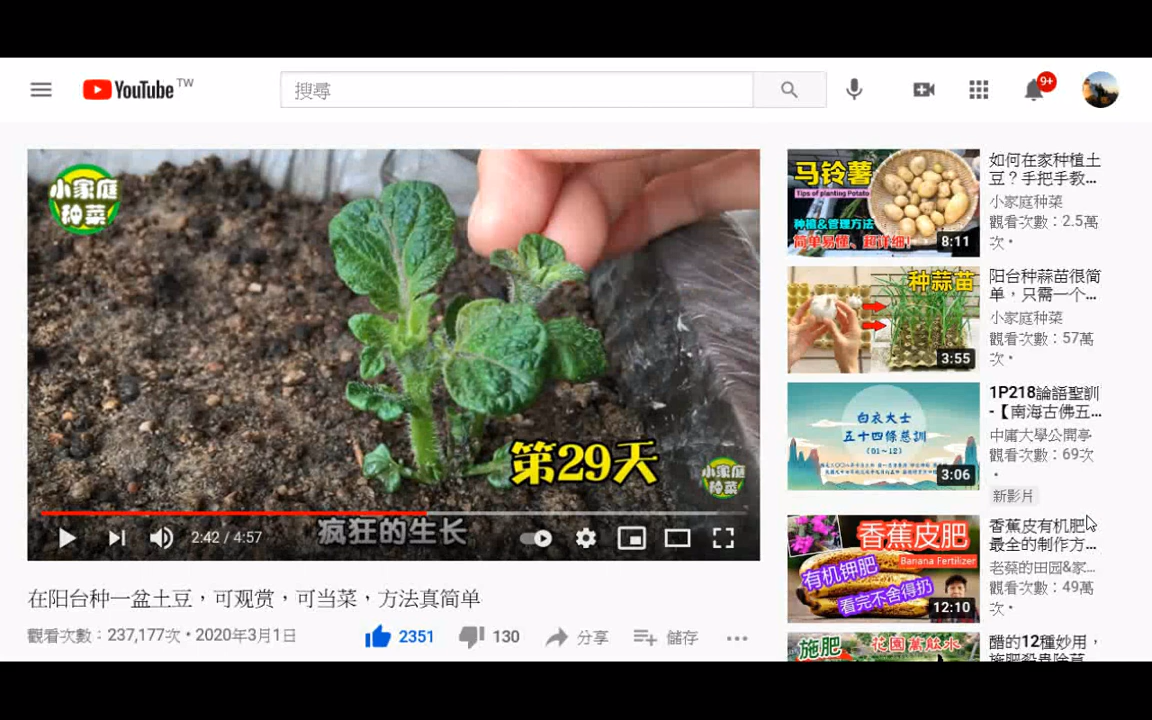 YouTube TW
搜尋
9+
小家庭
种菜
第29天
小家庭
种菜
疯狂的生长
2:42 / 4:57
在阳台种一盆土豆，可观赏，可当菜，方法真简单
觀看次數：237,177次 • 2020年3月1日
2351
130
分享
儲存
马铃薯
Tips of planting Potato
种植&管理方法
简单易懂、超详细!
8:11
如何在家种植土
豆？手把手教...
小家庭种菜
觀看次數：2.5萬
次 •
种蒜苗
3:55
阳台种蒜苗很简
单，只需一个...
小家庭种菜
觀看次數：57萬
次 •
白衣大士
五十四條慈訓
(01~12)
3:06
1P218論語聖訓
-【南海古佛五...
中庸大學公開亭
觀看次數：69次
•
新影片
香蕉皮肥
Banana Fertilizer
有机钾肥
看完不舍得扔
12:10
香蕉皮有机肥
最全的制作方...
老蔡的田园&家...
觀看次數：49萬
次 •
施肥
花園萬飲水
醋的12種妙用，
施肥殺蟲除草